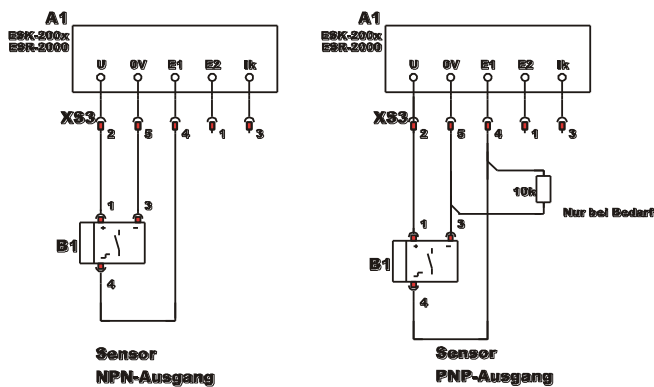 A1
ESK-200x
ESR-2000
U 0V E1 E2 Ik
XS3
2 5 4 1 3
1 3
+ -
B1
4
Sensor
NPN-Ausgang
A1
ESK-200x
ESR-2000
U 0V E1 E2 Ik
XS3
2 5 4 1 3
10k
Nur bei Bedarf
1 3
+ -
B1
4
Sensor
PNP-Ausgang